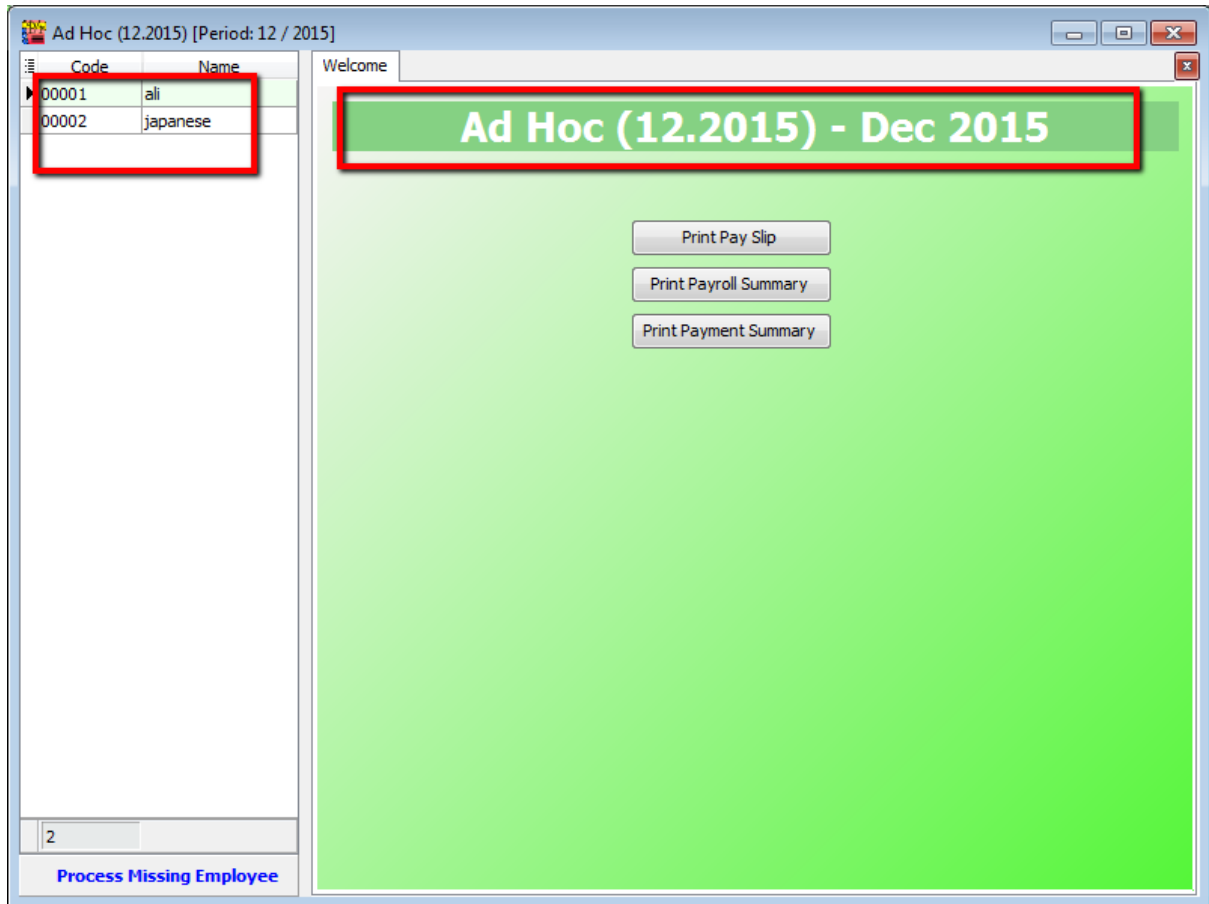 Ad Hoc (12.2015) [Period: 12 / 2015]
Code Name
00001 ali
00002 japanese
2
Process Missing Employee
Welcome
Ad Hoc (12.2015) - Dec 2015
Print Pay Slip
Print Payroll Summary
Print Payment Summary